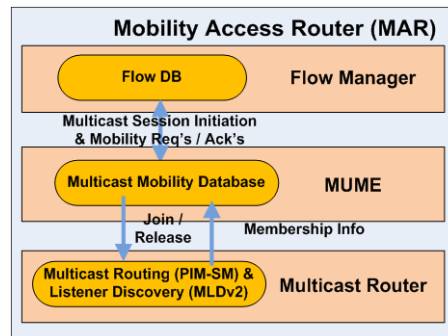 Mobility Access Router (MAR)
Flow DB
Flow Manager
Multicast Session Initiation
& Mobility Req's / Ack's
Multicast Mobility Database
MUME
Join /
Release
Membership Info
Multicast Routing (PIM-SM) &
Listener Discovery (MLDv2)
Multicast Router